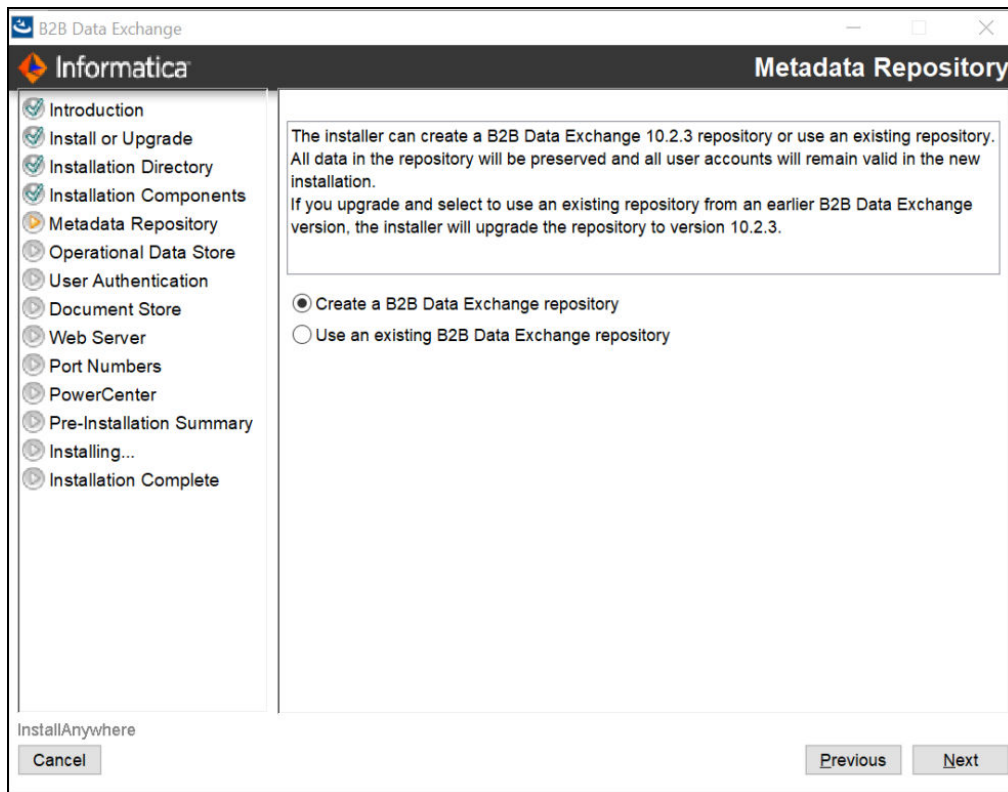 B2B Data Exchange
Informatica
Metadata Repository
Introduction
Install or Upgrade
Installation Directory
Installation Components
Metadata Repository
Operational Data Store
User Authentication
Document Store
Web Server
Port Numbers
PowerCenter
Pre-Installation Summary
Installing...
Installation Complete
The installer can create a B2B Data Exchange 10.2.3 repository or use an existing repository.
All data in the repository will be preserved and all user accounts will remain valid in the new
installation.
If you upgrade and select to use an existing repository from an earlier B2B Data Exchange
version, the installer will upgrade the repository to version 10.2.3.
Create a B2B Data Exchange repository
Use an existing B2B Data Exchange repository
InstallAnywhere
Cancel
Previous
Next